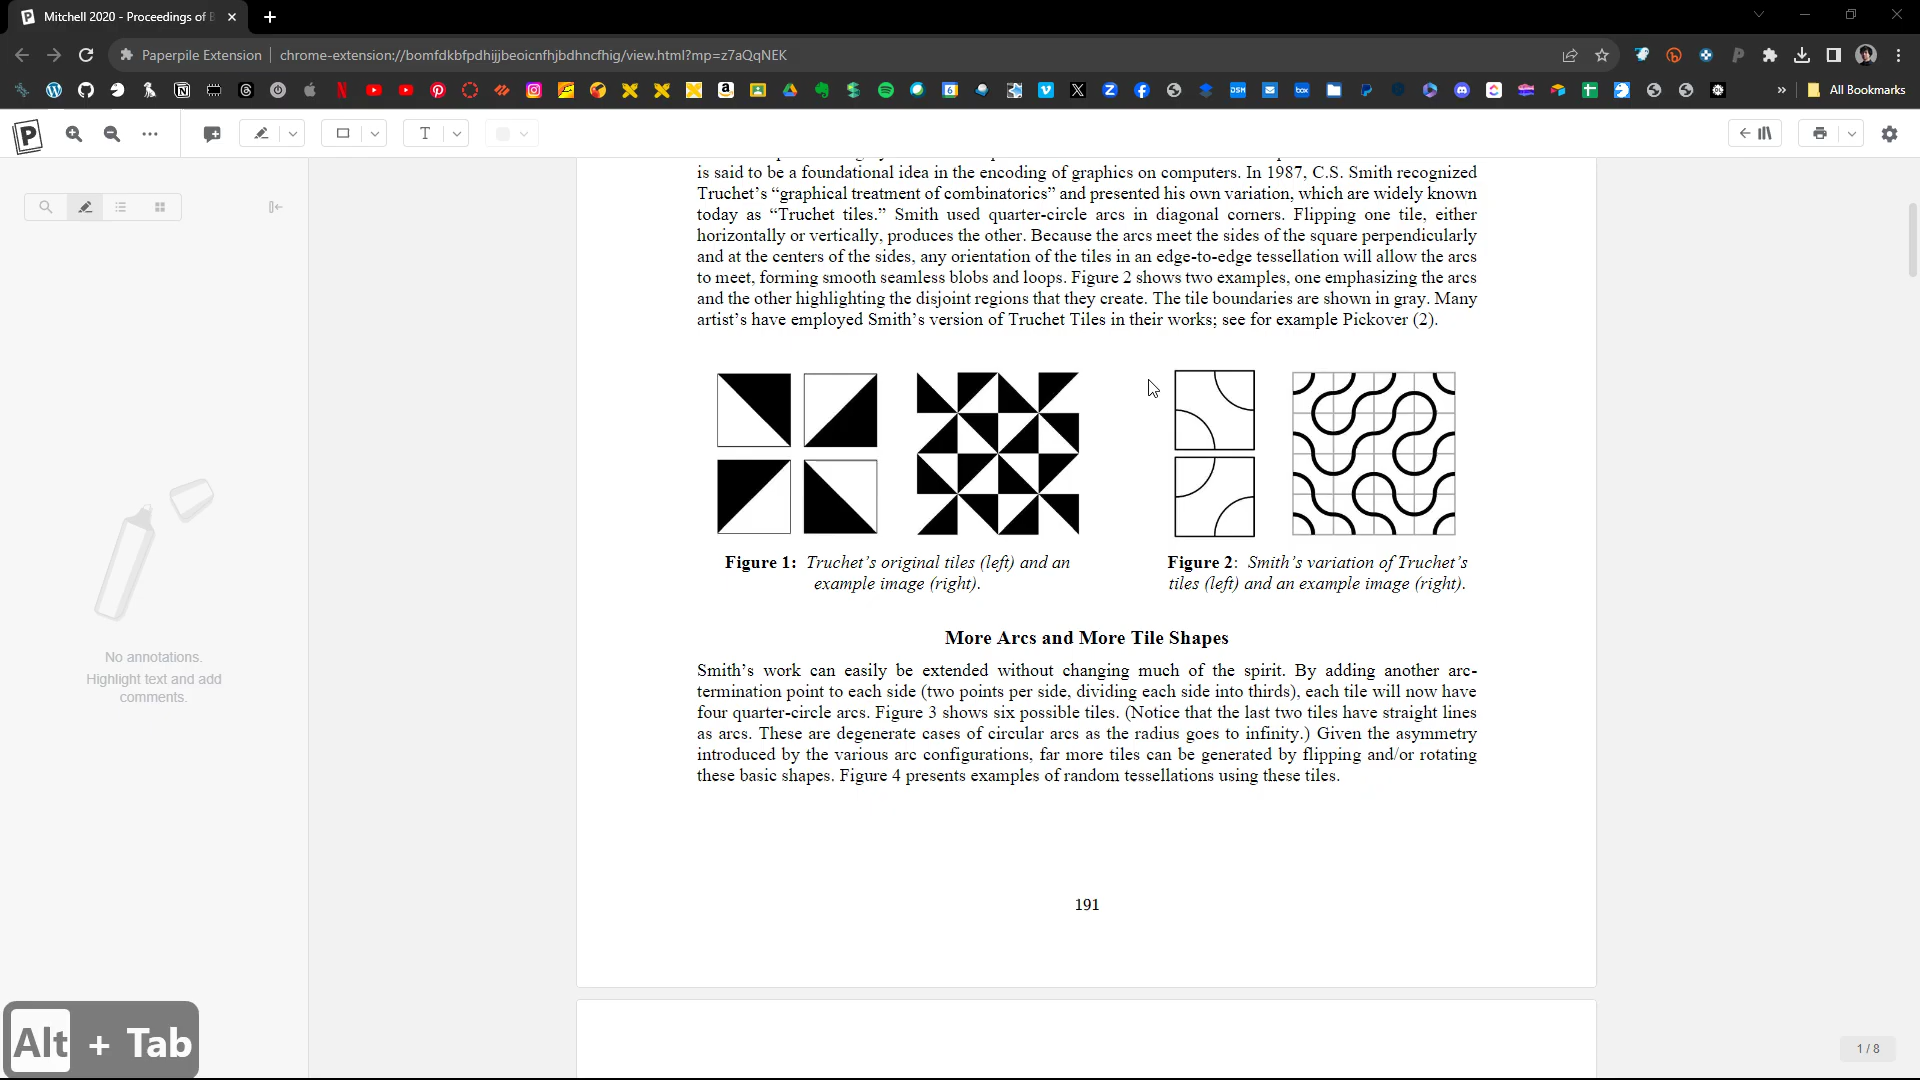 Mitchell 2020 - Proceedings of B
Paperpile Extension
chrome-extension://bomfdkbfpdhijjbeoicnfhjbdhncfhig/view.html?mp=z7aQqNEK
All Bookmarks
is said to be a foundational idea in the encoding of graphics on computers. In 1987, C.S. Smith recognized
Truchet's “graphical treatment of combinatorics” and presented his own variation, which are widely known
today as “Truchet tiles.” Smith used quarter-circle arcs in diagonal corners. Flipping one tile, either
horizontally or vertically, produces the other. Because the arcs meet the sides of the square perpendicularly
and at the centers of the sides, any orientation of the tiles in an edge-to-edge tessellation will allow the arcs
to meet, forming smooth seamless blobs and loops. Figure 2 shows two examples, one emphasizing the arcs
and the other highlighting the disjoint regions that they create. The tile boundaries are shown in gray. Many
artist's have employed Smith's version of Truchet Tiles in their works; see for example Pickover (2).
Figure 1: Truchet's original tiles (left) and an
example image (right).
Figure 2: Smith's variation of Truchet's
tiles (left) and an example image (right).
More Arcs and More Tile Shapes
Smith's work can easily be extended without changing much of the spirit. By adding another arc-
termination point to each side (two points per side, dividing each side into thirds), each tile will now have
four quarter-circle arcs. Figure 3 shows six possible tiles. (Notice that the last two tiles have straight lines
as arcs. These are degenerate cases of circular arcs as the radius goes to infinity.) Given the asymmetry
introduced by the various arc configurations, far more tiles can be generated by flipping and/or rotating
these basic shapes. Figure 4 presents examples of random tessellations using these tiles.
191
No annotations.
Highlight text and add
comments.
Alt + Tab
1 / 8